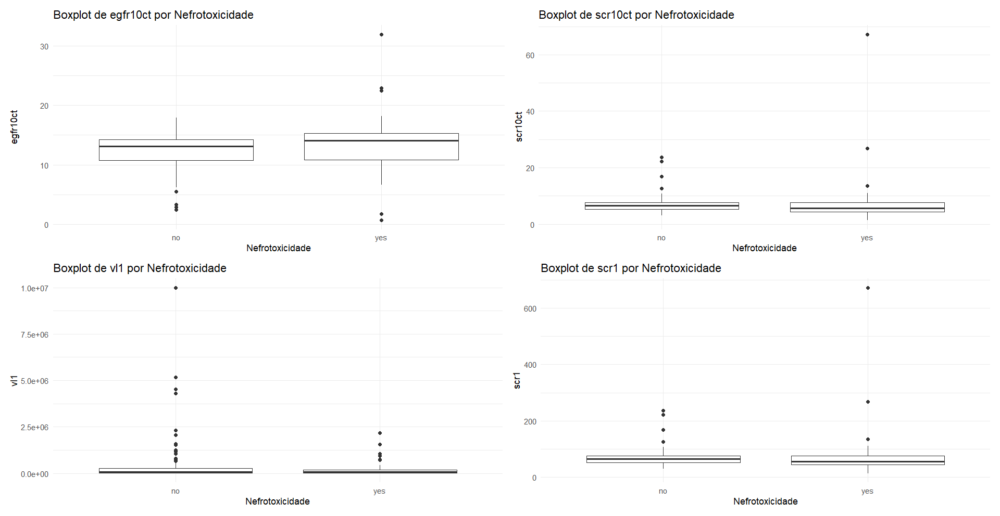 Boxplot de egfr10ct por Nefrotoxicidade
30
20
10
0
egfr10ct
no
yes
Nefrotoxicidade
Boxplot de scr10ct por Nefrotoxicidade
60
40
20
0
scr10ct
no
yes
Nefrotoxicidade
Boxplot de vl1 por Nefrotoxicidade
1.0e+07
7.5e+06
5.0e+06
2.5e+06
0.0e+00
vl1
no
yes
Nefrotoxicidade
Boxplot de scr1 por Nefrotoxicidade
600
400
200
0
scr1
no
yes
Nefrotoxicidade